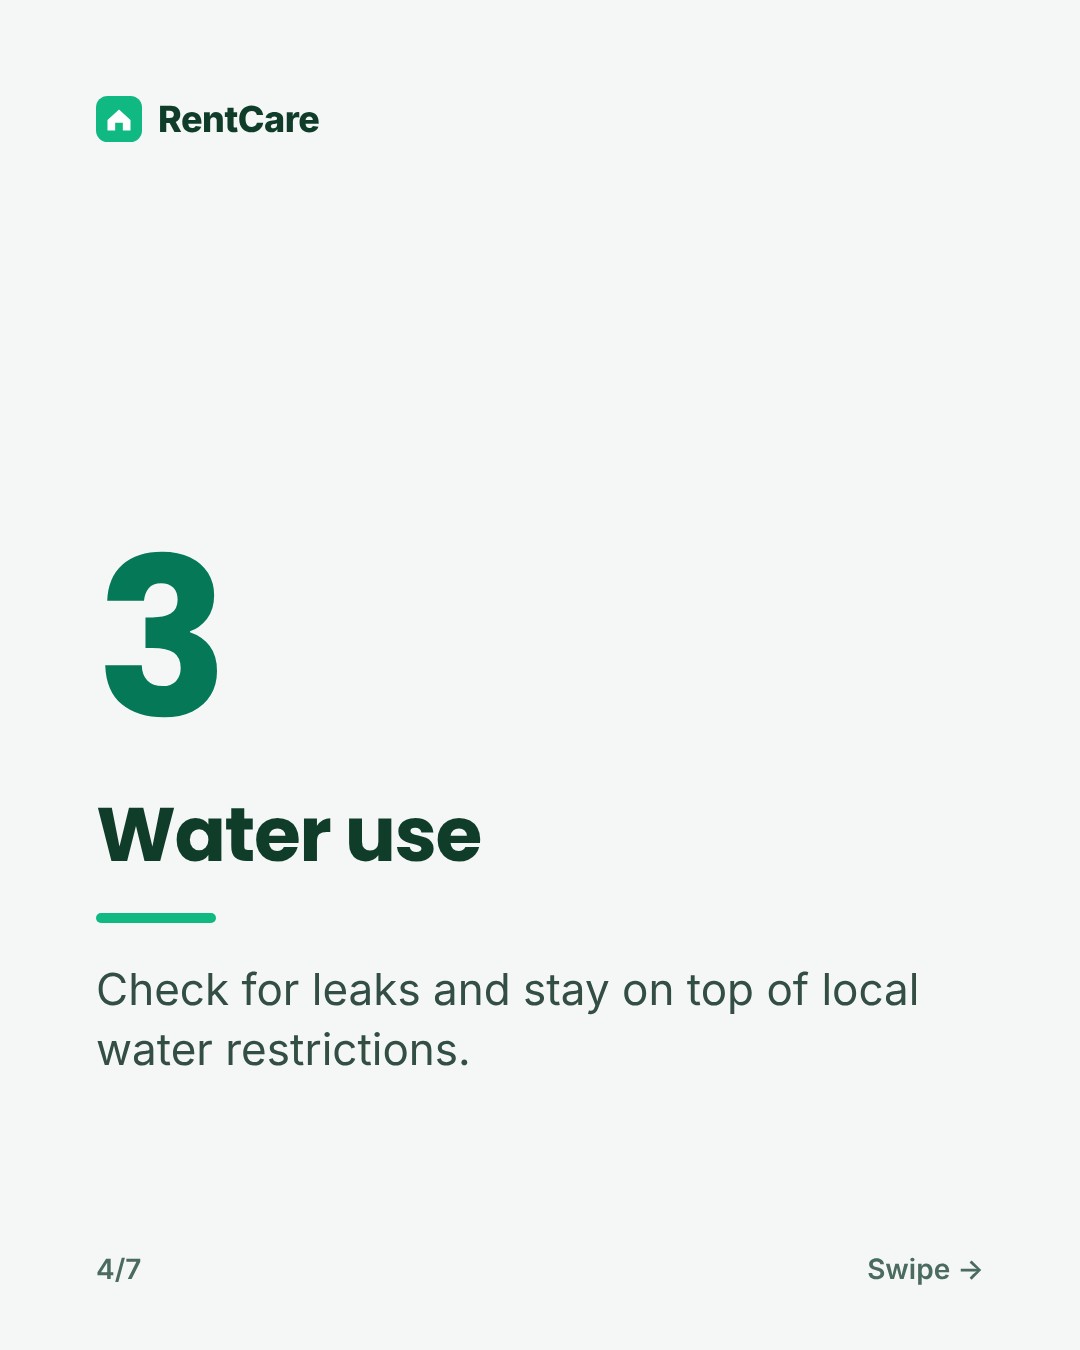 RentCare
3
Water use
Check for leaks and stay on top of local
water restrictions.
4/7
Swipe →